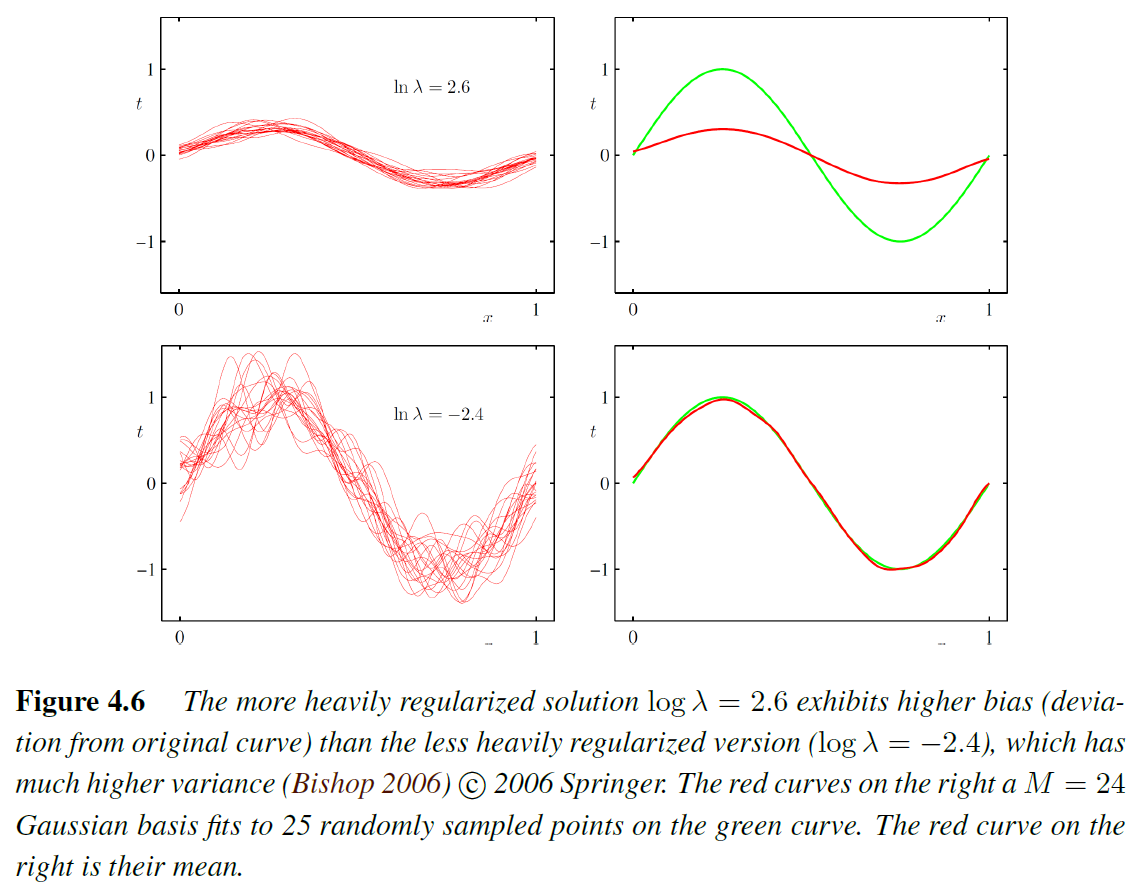 1
t
0
−1
0
x
1
ln λ = 2.6
1
t
0
−1
0
x
1
1
t
0
−1
0
1
ln λ = −2.4
1
t
0
−1
0
1
Figure 4.6 The more heavily regularized solution log λ = 2.6 exhibits higher bias (devia-
tion from original curve) than the less heavily regularized version (log λ = −2.4), which has
much higher variance (Bishop 2006) © 2006 Springer. The red curves on the right a M = 24
Gaussian basis fits to 25 randomly sampled points on the green curve. The red curve on the
right is their mean.